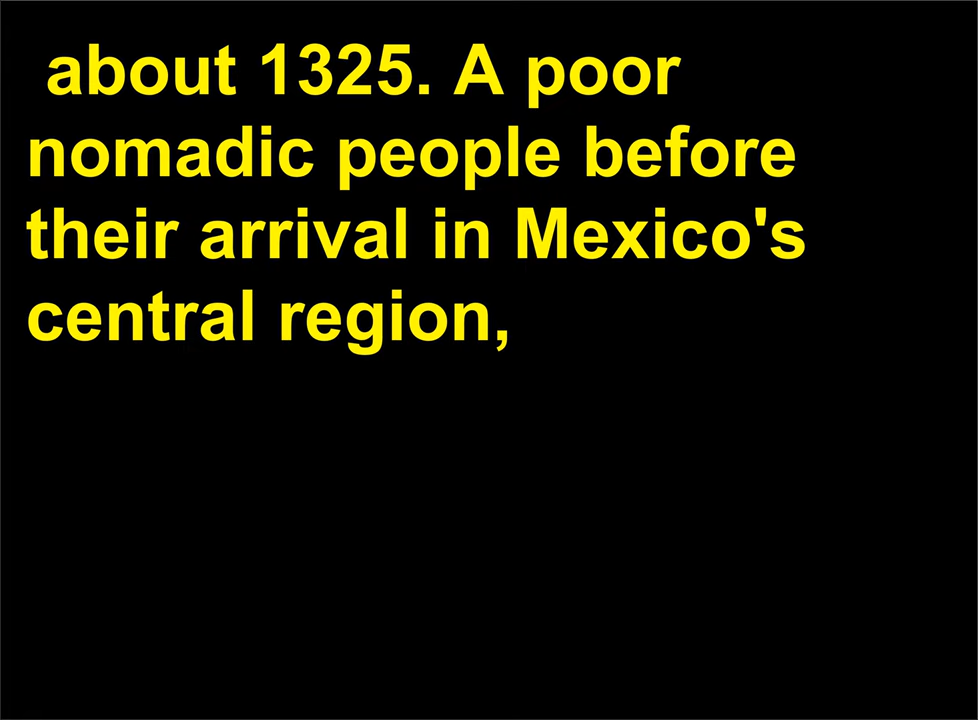 about 1325. A poor
nomadic people before
their arrival in Mexico's
central region,